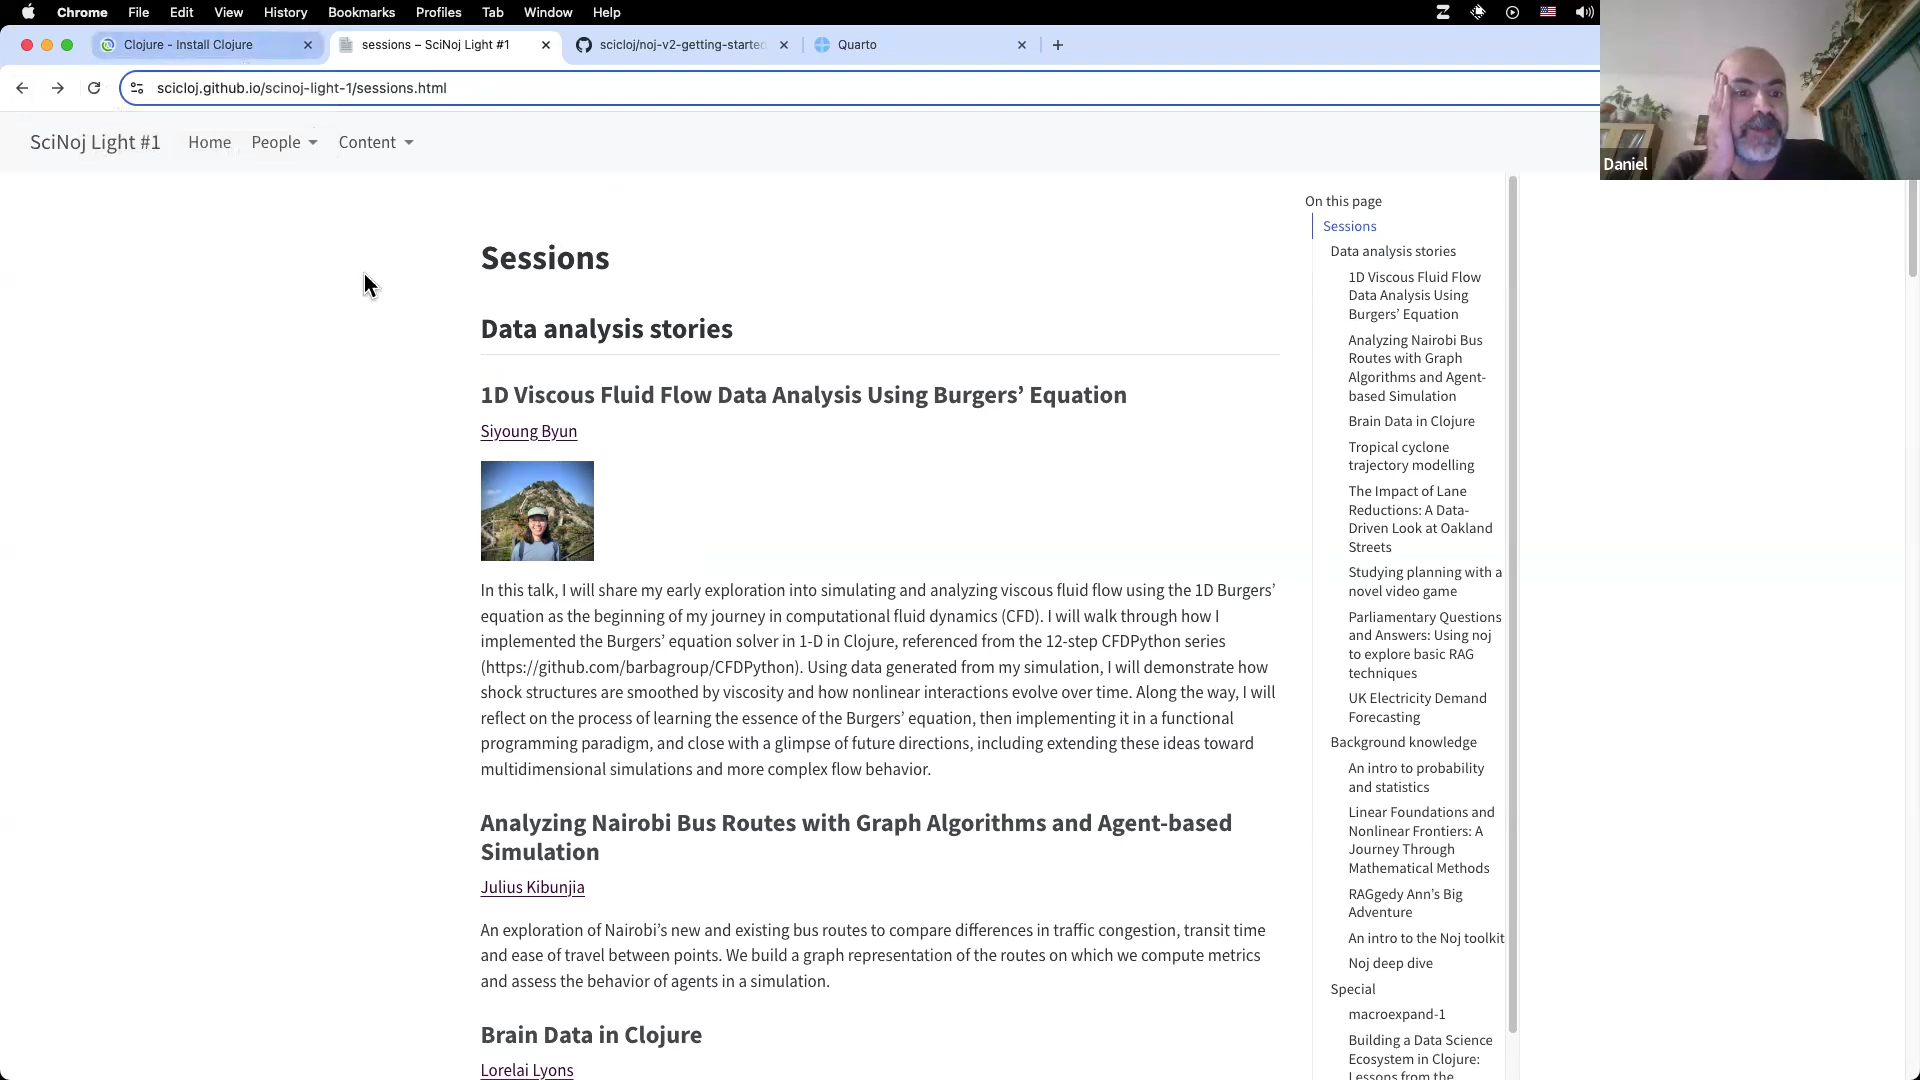 Chrome File Edit View History Bookmarks Profiles Tab Window Help
Clojure - Install Clojure
sessions – SciNoj Light #1
scicloj/noj-v2-getting-started
Quarto
scicloj.github.io/scinoj-light-1/sessions.html
Daniel
SciNoj Light #1 Home People Content
Sessions
Data analysis stories
1D Viscous Fluid Flow Data Analysis Using Burgers’ Equation
Siyoung Byun
In this talk, I will share my early exploration into simulating and analyzing viscous fluid flow using the 1D Burgers’
equation as the beginning of my journey in computational fluid dynamics (CFD). I will walk through how I
implemented the Burgers’ equation solver in 1-D in Clojure, referenced from the 12-step CFDPython series
(https://github.com/barbagroup/CFDPython). Using data generated from my simulation, I will demonstrate how
shock structures are smoothed by viscosity and how nonlinear interactions evolve over time. Along the way, I will
reflect on the process of learning the essence of the Burgers’ equation, then implementing it in a functional
programming paradigm, and close with a glimpse of future directions, including extending these ideas toward
multidimensional simulations and more complex flow behavior.
Analyzing Nairobi Bus Routes with Graph Algorithms and Agent-based
Simulation
Julius Kibunjia
An exploration of Nairobi’s new and existing bus routes to compare differences in traffic congestion, transit time
and ease of travel between points. We build a graph representation of the routes on which we compute metrics
and assess the behavior of agents in a simulation.
Brain Data in Clojure
Lorelai Lyons
On this page
Sessions
Data analysis stories
1D Viscous Fluid Flow
Data Analysis Using
Burgers’ Equation
Analyzing Nairobi Bus
Routes with Graph
Algorithms and Agent-
based Simulation
Brain Data in Clojure
Tropical cyclone
trajectory modelling
The Impact of Lane
Reductions: A Data-
Driven Look at Oakland
Streets
Studying planning with a
novel video game
Parliamentary Questions
and Answers: Using noj
to explore basic RAG
techniques
UK Electricity Demand
Forecasting
Background knowledge
An intro to probability
and statistics
Linear Foundations and
Nonlinear Frontiers: A
Journey Through
Mathematical Methods
RAGgedy Ann’s Big
Adventure
An intro to the Noj toolkit
Noj deep dive
Special
macroexpand-1
Building a Data Science
Ecosystem in Clojure:
Lessons from the